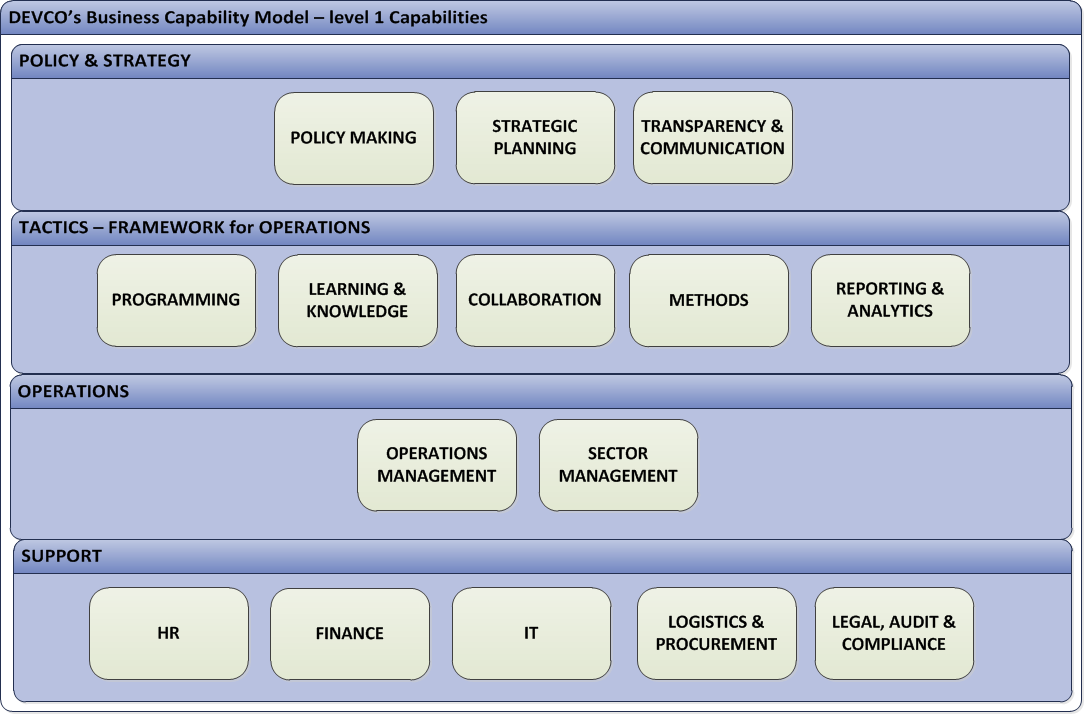 DEVCO’s Business Capability Model – level 1 Capabilities
POLICY & STRATEGY
POLICY MAKING
STRATEGIC
PLANNING
TRANSPARENCY &
COMMUNICATION
TACTICS – FRAMEWORK for OPERATIONS
PROGRAMMING
LEARNING &
KNOWLEDGE
COLLABORATION
METHODS
REPORTING &
ANALYTICS
OPERATIONS
OPERATIONS
MANAGEMENT
SECTOR
MANAGEMENT
SUPPORT
HR
FINANCE
IT
LOGISTICS &
PROCUREMENT
LEGAL, AUDIT &
COMPLIANCE